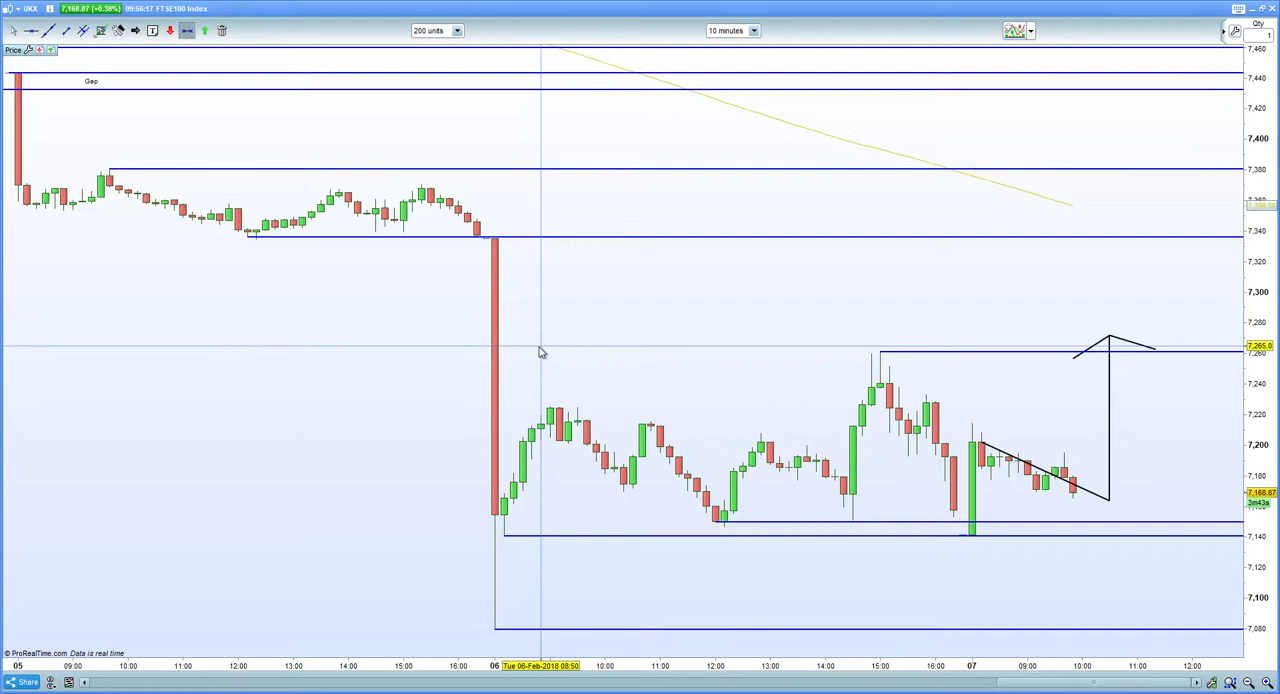 UKX 7,168.87 (+0.38%) 09:56:17 FTSE100 Index
200 units 10 minutes Qty
1
Price
Gap
7,460
7,440
7,420
7,400
7,380
7,340
7,320
7,300
7,280
7,265.0
7,260
7,240
7,220
7,200
7,180
7,168.87
3m43s
7,140
7,120
7,100
7,080
© ProRealTime.com Data is real time
05 09:00 10:00 11:00 12:00 13:00 14:00 15:00 16:00 06 Tue 06-Feb-2018 08:50 10:00 11:00 12:00 13:00 14:00 15:00 16:00 07 09:00 10:00 11:00 12:00
Share